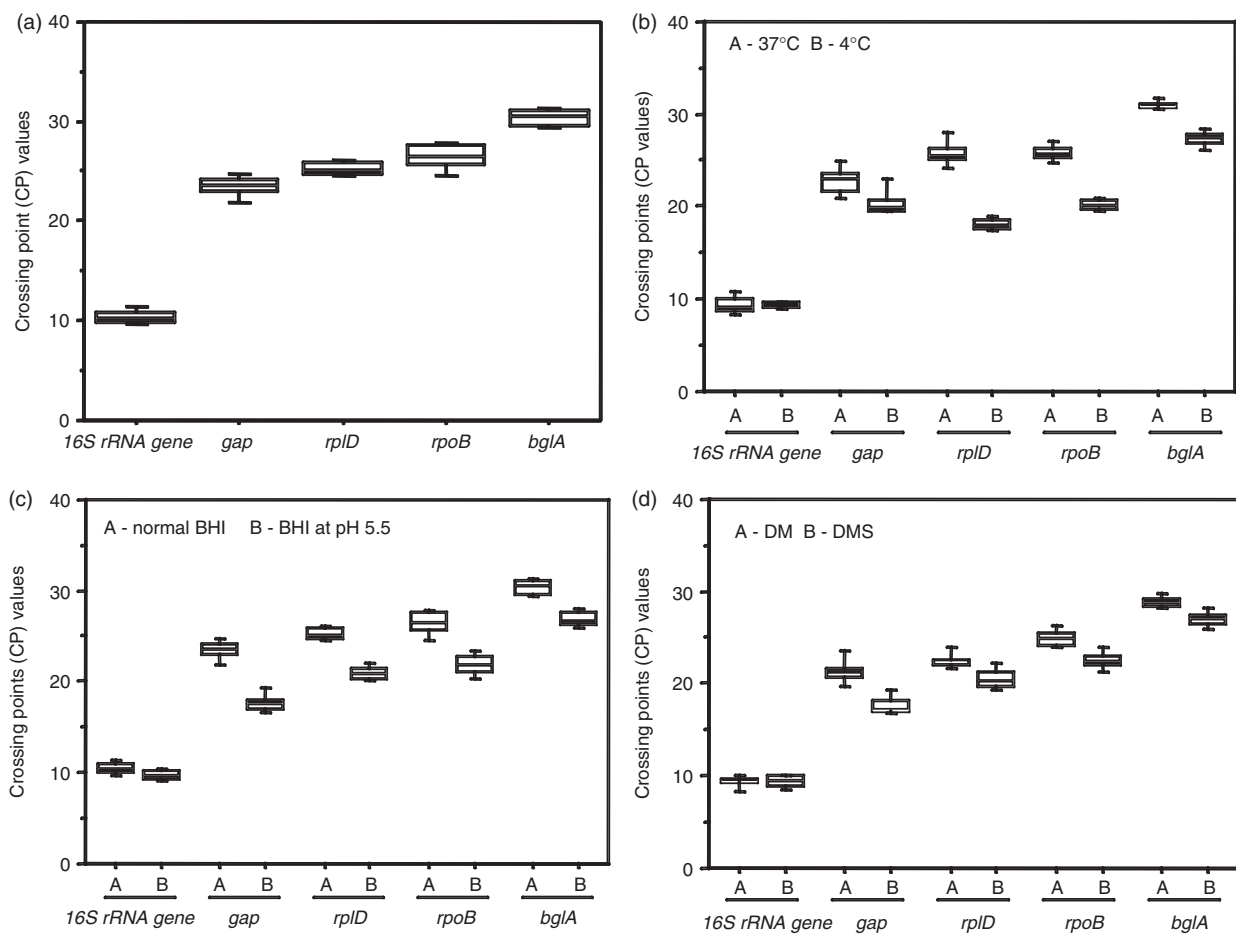 (a)
Crossing point (CP) values
40
30
20
10
0
16S rRNA gene gap rplD rpoB bglA
(b)
A - 37°C B - 4°C
Crossing points (CP values)
40
30
20
10
0
A B A B A B A B A B
16S rRNA gene gap rplD rpoB bglA
(c)
A - normal BHI B - BHI at pH 5.5
Crossing points (CP) values
40
30
20
10
0
A B A B A B A B A B
16S rRNA gene gap rplD rpoB bglA
(d)
A - DM B - DMS
Crossing points (CP) values
40
30
20
10
0
A B A B A B A B A B
16S rRNA gene gap rplD rpoB bglA